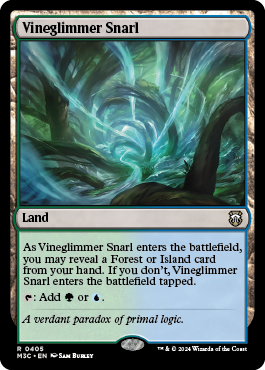 Vineglimmer Snarl
Land
As Vineglimmer Snarl enters the battlefield,
you may reveal a Forest or Island card
from your hand. If you don't, Vineglimmer
Snarl enters the battlefield tapped.
: Add or .
A verdant paradox of primal logic.
R 0405
M3C • EN Sam Burley
™ & © 2024 Wizards of the Coast